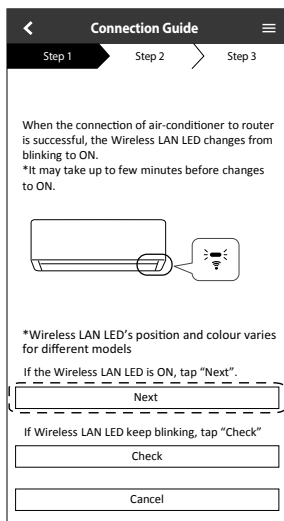 Connection Guide
Step 1 Step 2 Step 3
When the connection of air-conditioner to router
is successful, the Wireless LAN LED changes from
blinking to ON.
*It may take up to few minutes before changes
to ON.
*Wireless LAN LED's position and colour varies
for different models
If the Wireless LAN LED is ON, tap “Next”.
Next
If Wireless LAN LED keep blinking, tap “Check”
Check
Cancel